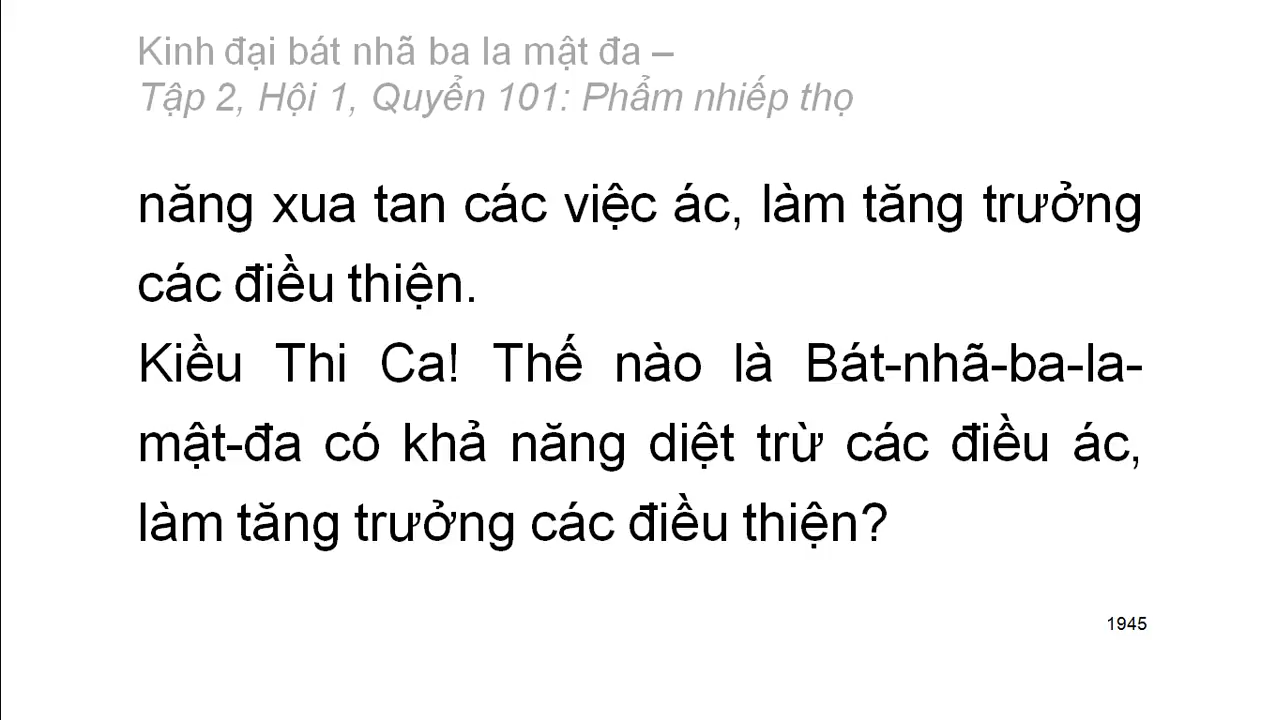 Kinh đại bát nhã ba la mật đa –
Tập 2, Hội 1, Quyển 101: Phẩm nhiếp thọ
năng xua tan các việc ác, làm tăng trưởng
các điều thiện.
Kiều Thi Ca! Thế nào là Bát-nhã-ba-la-
mật-đa có khả năng diệt trừ các điều ác,
làm tăng trưởng các điều thiện?
1945